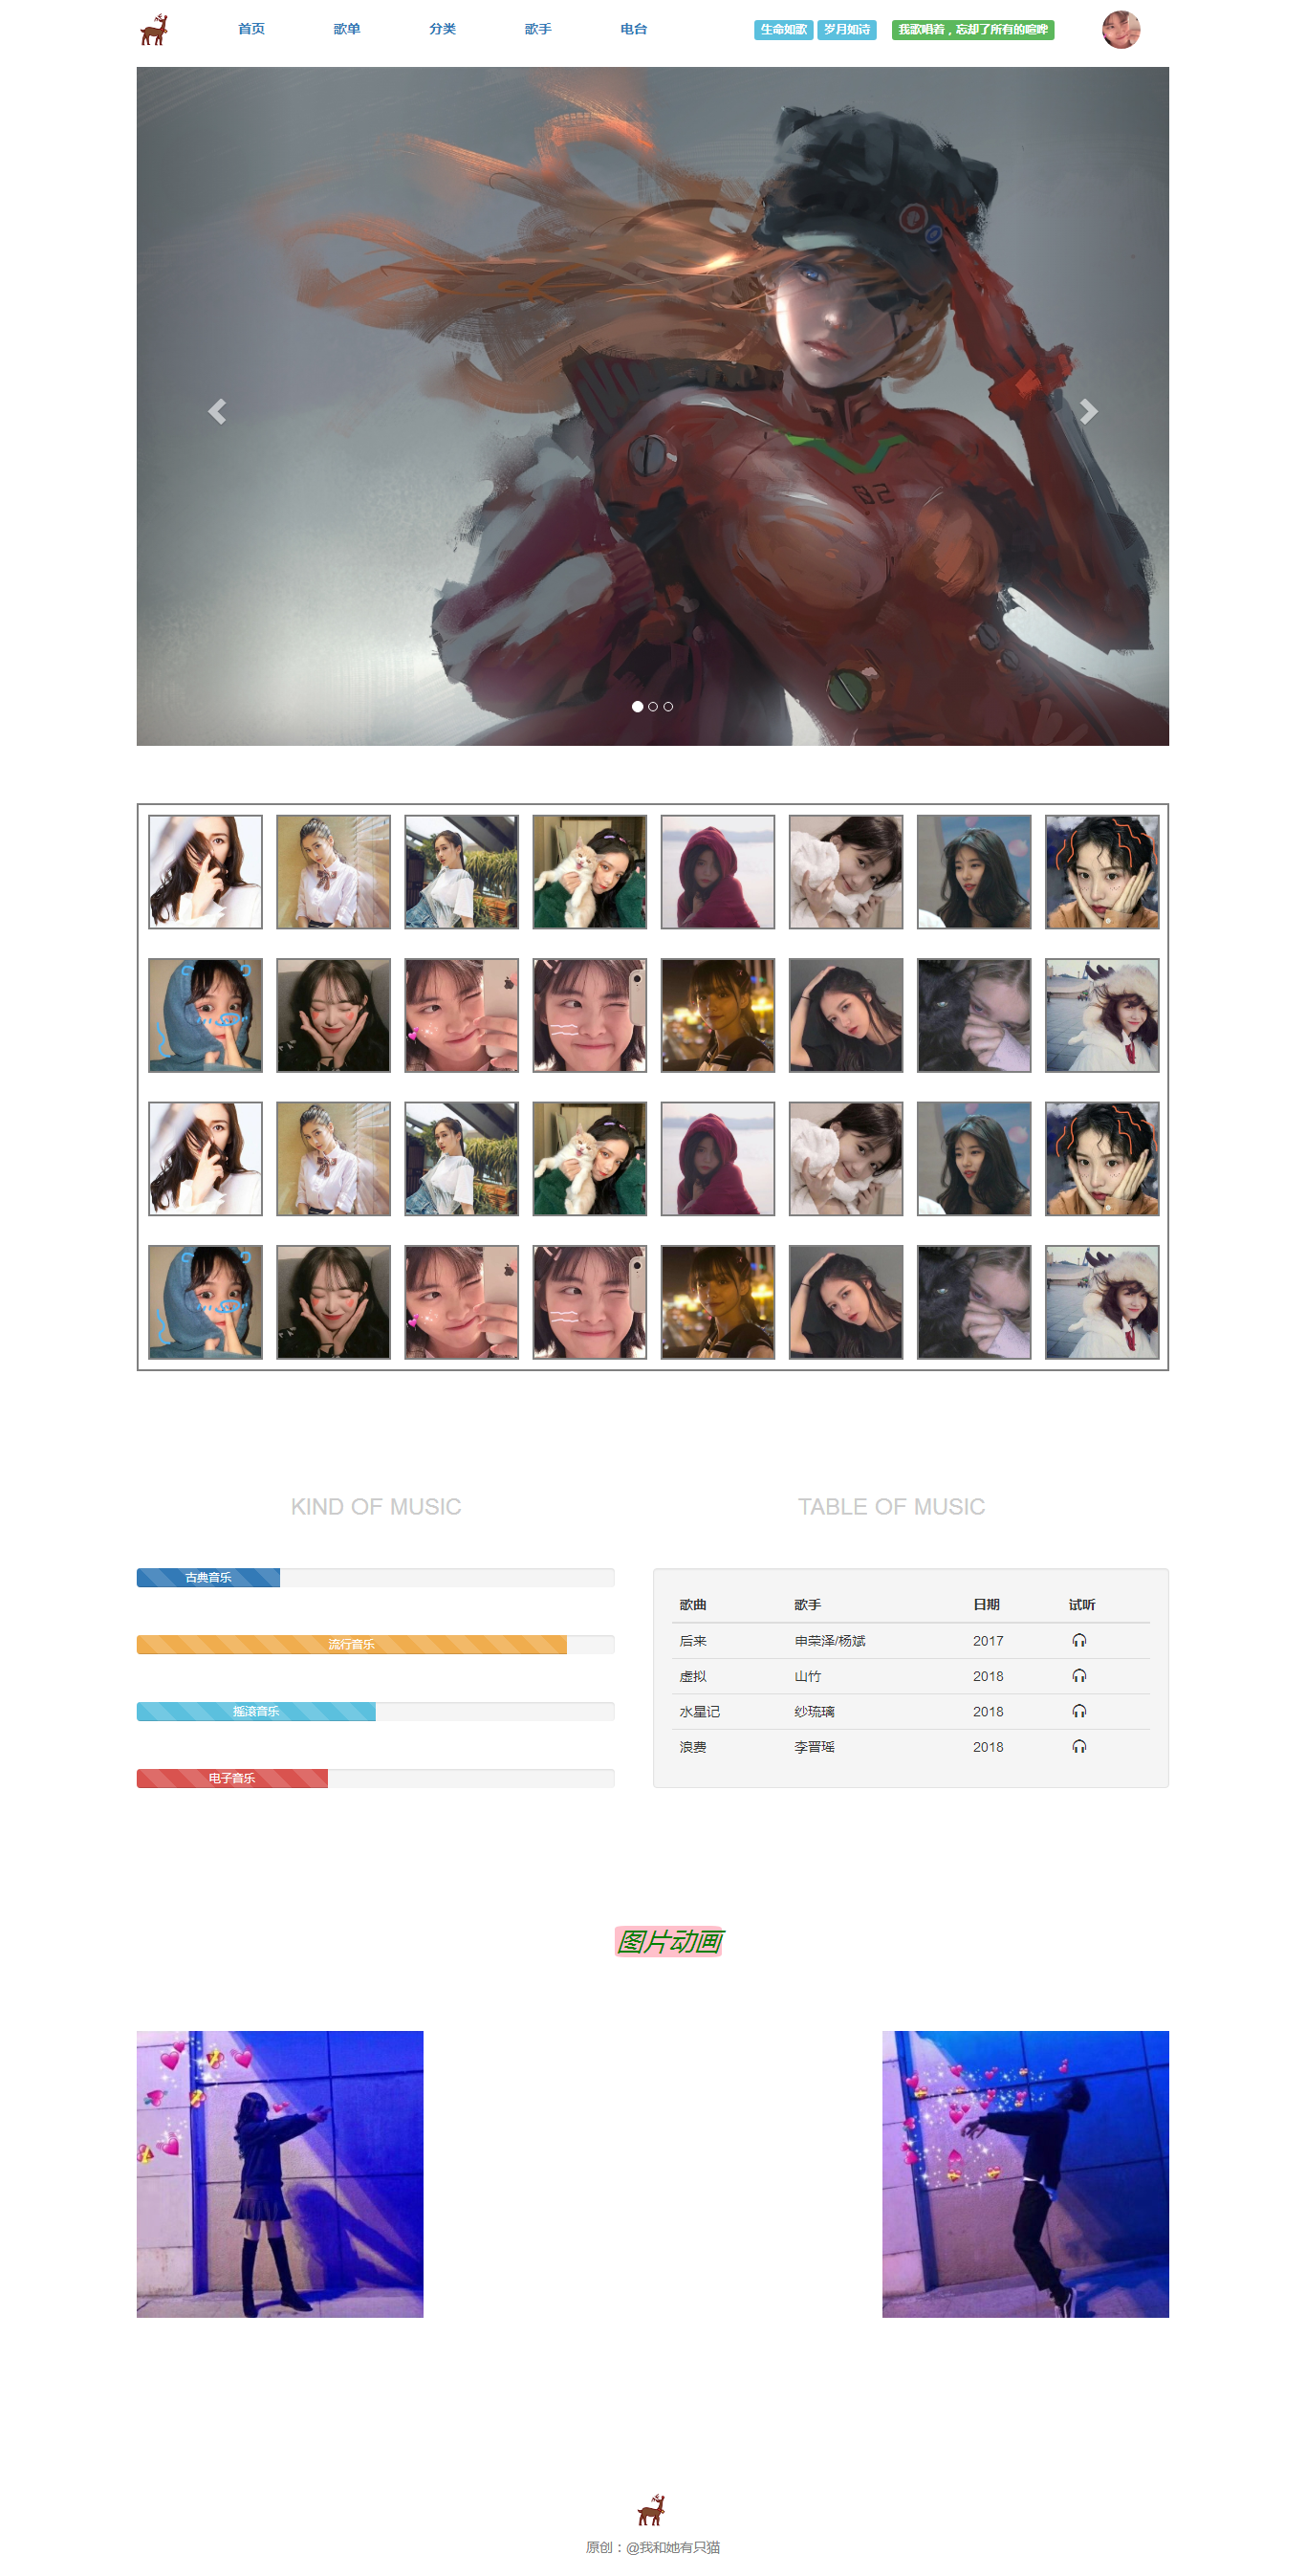 首页 歌单 分类 歌手 电台 生命如歌 岁月如诗 我歌唱着，忘却了所有的喧哗
02
KIND OF MUSIC
古典音乐
流行音乐
摇滚音乐
电子音乐
TABLE OF MUSIC
歌曲 歌手 日期 试听
后来 申荣泽/杨斌 2017
虚拟 山竹 2018
水星记 纱琉璃 2018
浪费 李晋瑶 2018
图片动画
原创：@我和她有只猫